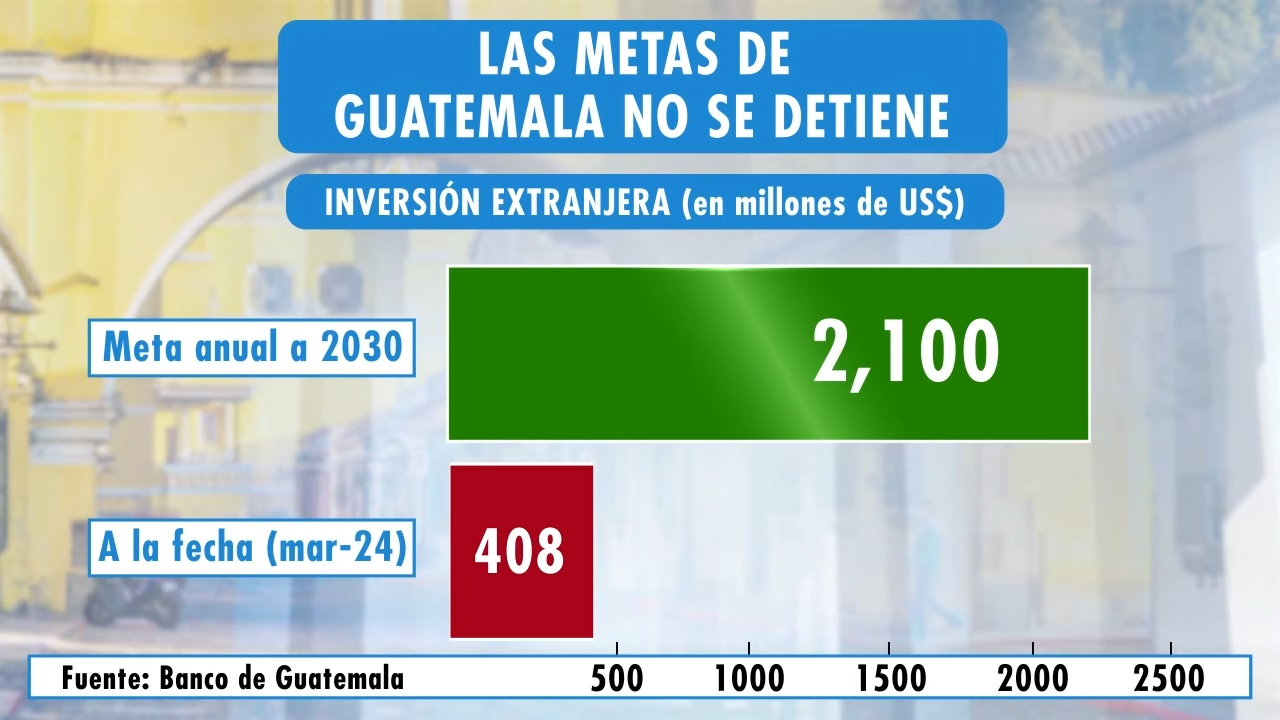 LAS METAS DE
GUATEMALA NO SE DETIENE
INVERSIÓN EXTRANJERA (en millones de US$)
Meta anual a 2030
2,100
A la fecha (mar-24)
408
Fuente: Banco de Guatemala
500 1000 1500 2000 2500